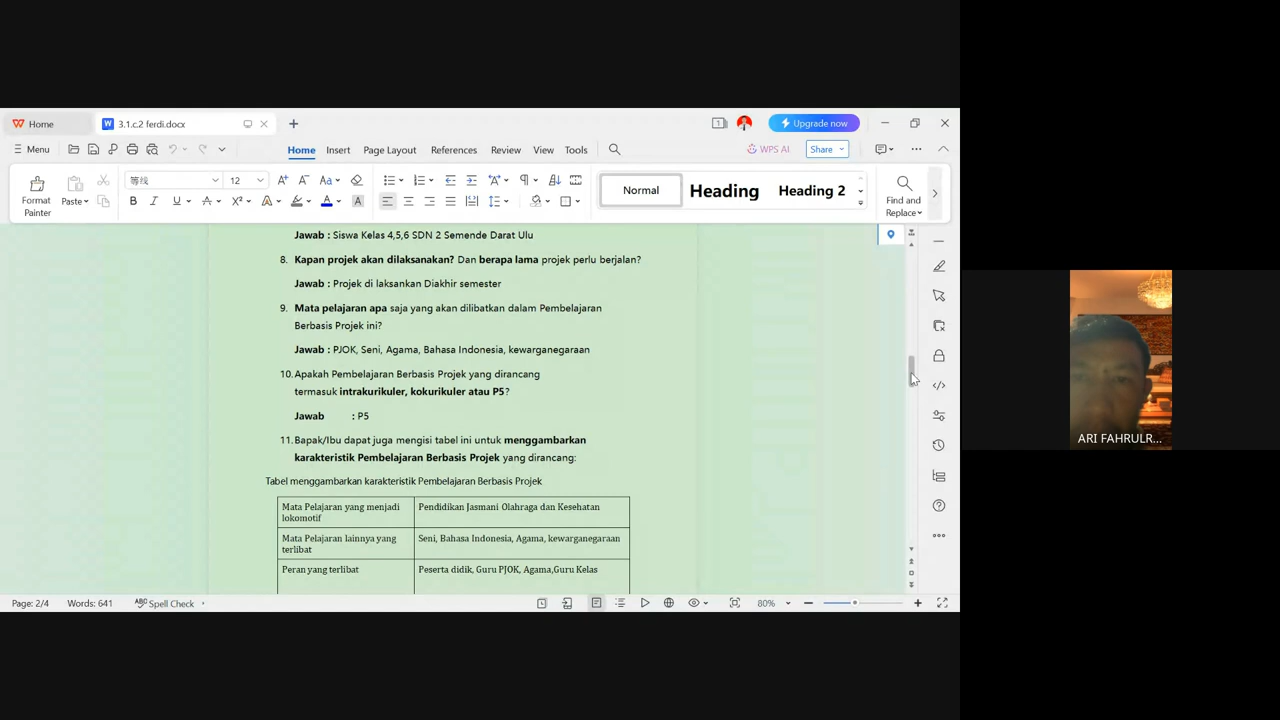 Home
3.1.c.2 ferdi.docx
Upgrade now
Menu
Home Insert Page Layout References Review View Tools
WPS AI
Share
Format Painter
Paste
等线
12
Normal
Heading
Heading 2
Find and Replace
Jawab : Siswa Kelas 4,5,6 SDN 2 Semende Darat Ulu
8. Kapan projek akan dilaksanakan? Dan berapa lama projek perlu berjalan?
Jawab : Projek di laksankan Diakhir semester
9. Mata pelajaran apa saja yang akan dilibatkan dalam Pembelajaran
Berbasis Projek ini?
Jawab : PJOK, Seni, Agama, Bahasa Indonesia, kewarganegaraan
10. Apakah Pembelajaran Berbasis Projek yang dirancang
termasuk intrakurikuler, kokurikuler atau P5?
Jawab : P5
11. Bapak/Ibu dapat juga mengisi tabel ini untuk menggambarkan
karakteristik Pembelajaran Berbasis Projek yang dirancang:
Tabel menggambarkan karakteristik Pembelajaran Berbasis Projek
Mata Pelajaran yang menjadi
lokomotif
Pendidikan Jasmani Olahraga dan Kesehatan
Mata Pelajaran lainnya yang
terlibat
Seni, Bahasa Indonesia, Agama, kewarganegaraan
Peran yang terlibat
Peserta didik, Guru PJOK, Agama,Guru Kelas
Page: 2/4 Words: 641 Spell Check
80%
ARI FAHRULR...